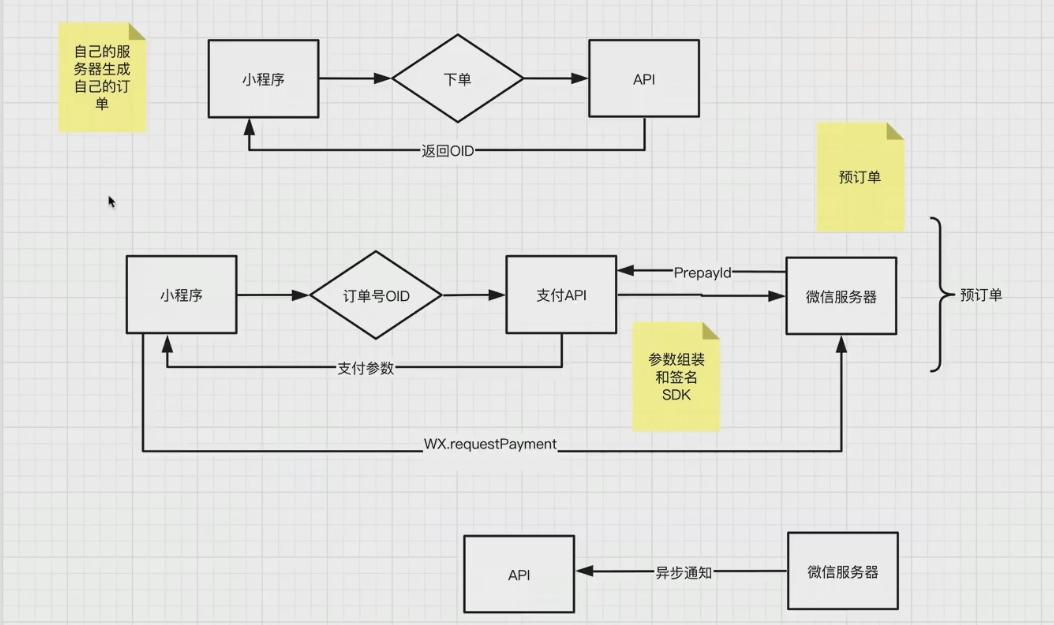 自己的服
务器生成
自己的订
单
小程序
下单
API
返回OID
预订单
小程序
订单号OID
支付API
PrepayId
微信服务器
预订单
支付参数
参数组装
和签名
SDK
WX.requestPayment
API
异步通知
微信服务器